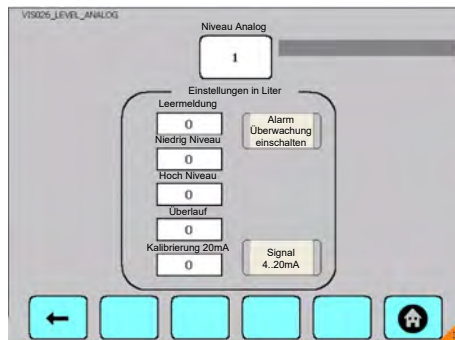 VIS026_LEVEL_ANALOG
Niveau Analog
1
Einstellungen in Liter
Leermeldung
0
Alarm
Überwachung
einschalten
Niedrig Niveau
0
Hoch Niveau
0
Überlauf
0
Kalibrierung 20mA
0
Signal
4..20mA